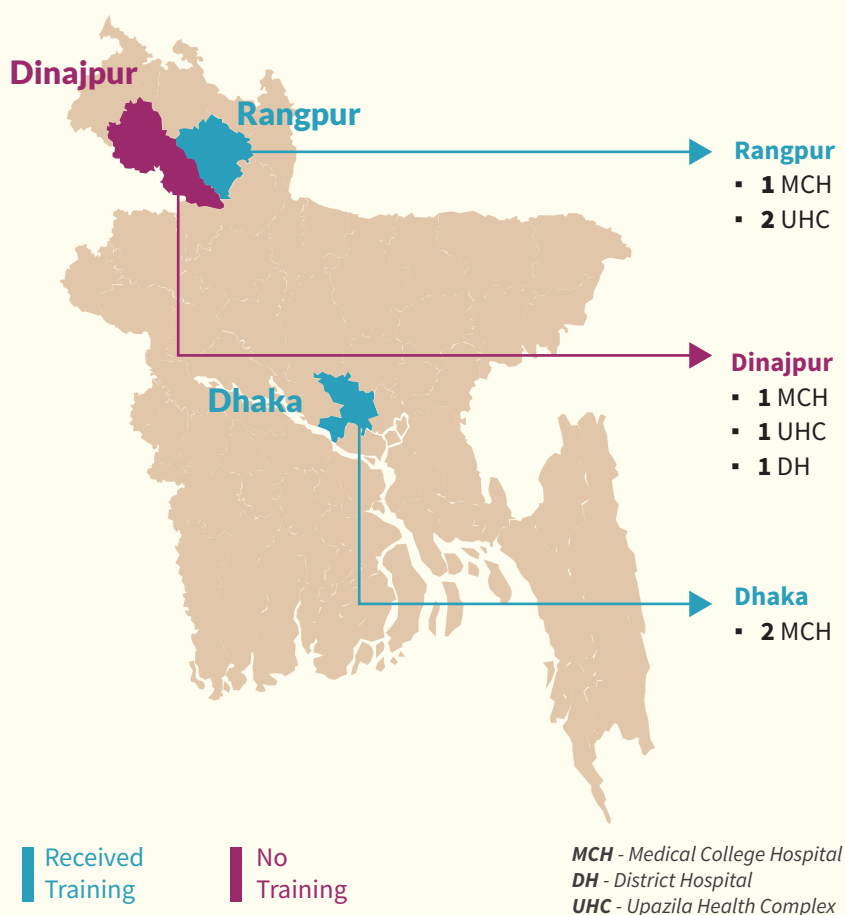 Dinajpur
Rangpur
Rangpur
▪ 1 MCH
▪ 2 UHC
Dinajpur
▪ 1 MCH
▪ 1 UHC
▪ 1 DH
Dhaka
Dhaka
▪ 2 MCH
Received
Training
No
Training
MCH - Medical College Hospital
DH - District Hospital
UHC - Upazila Health Complex